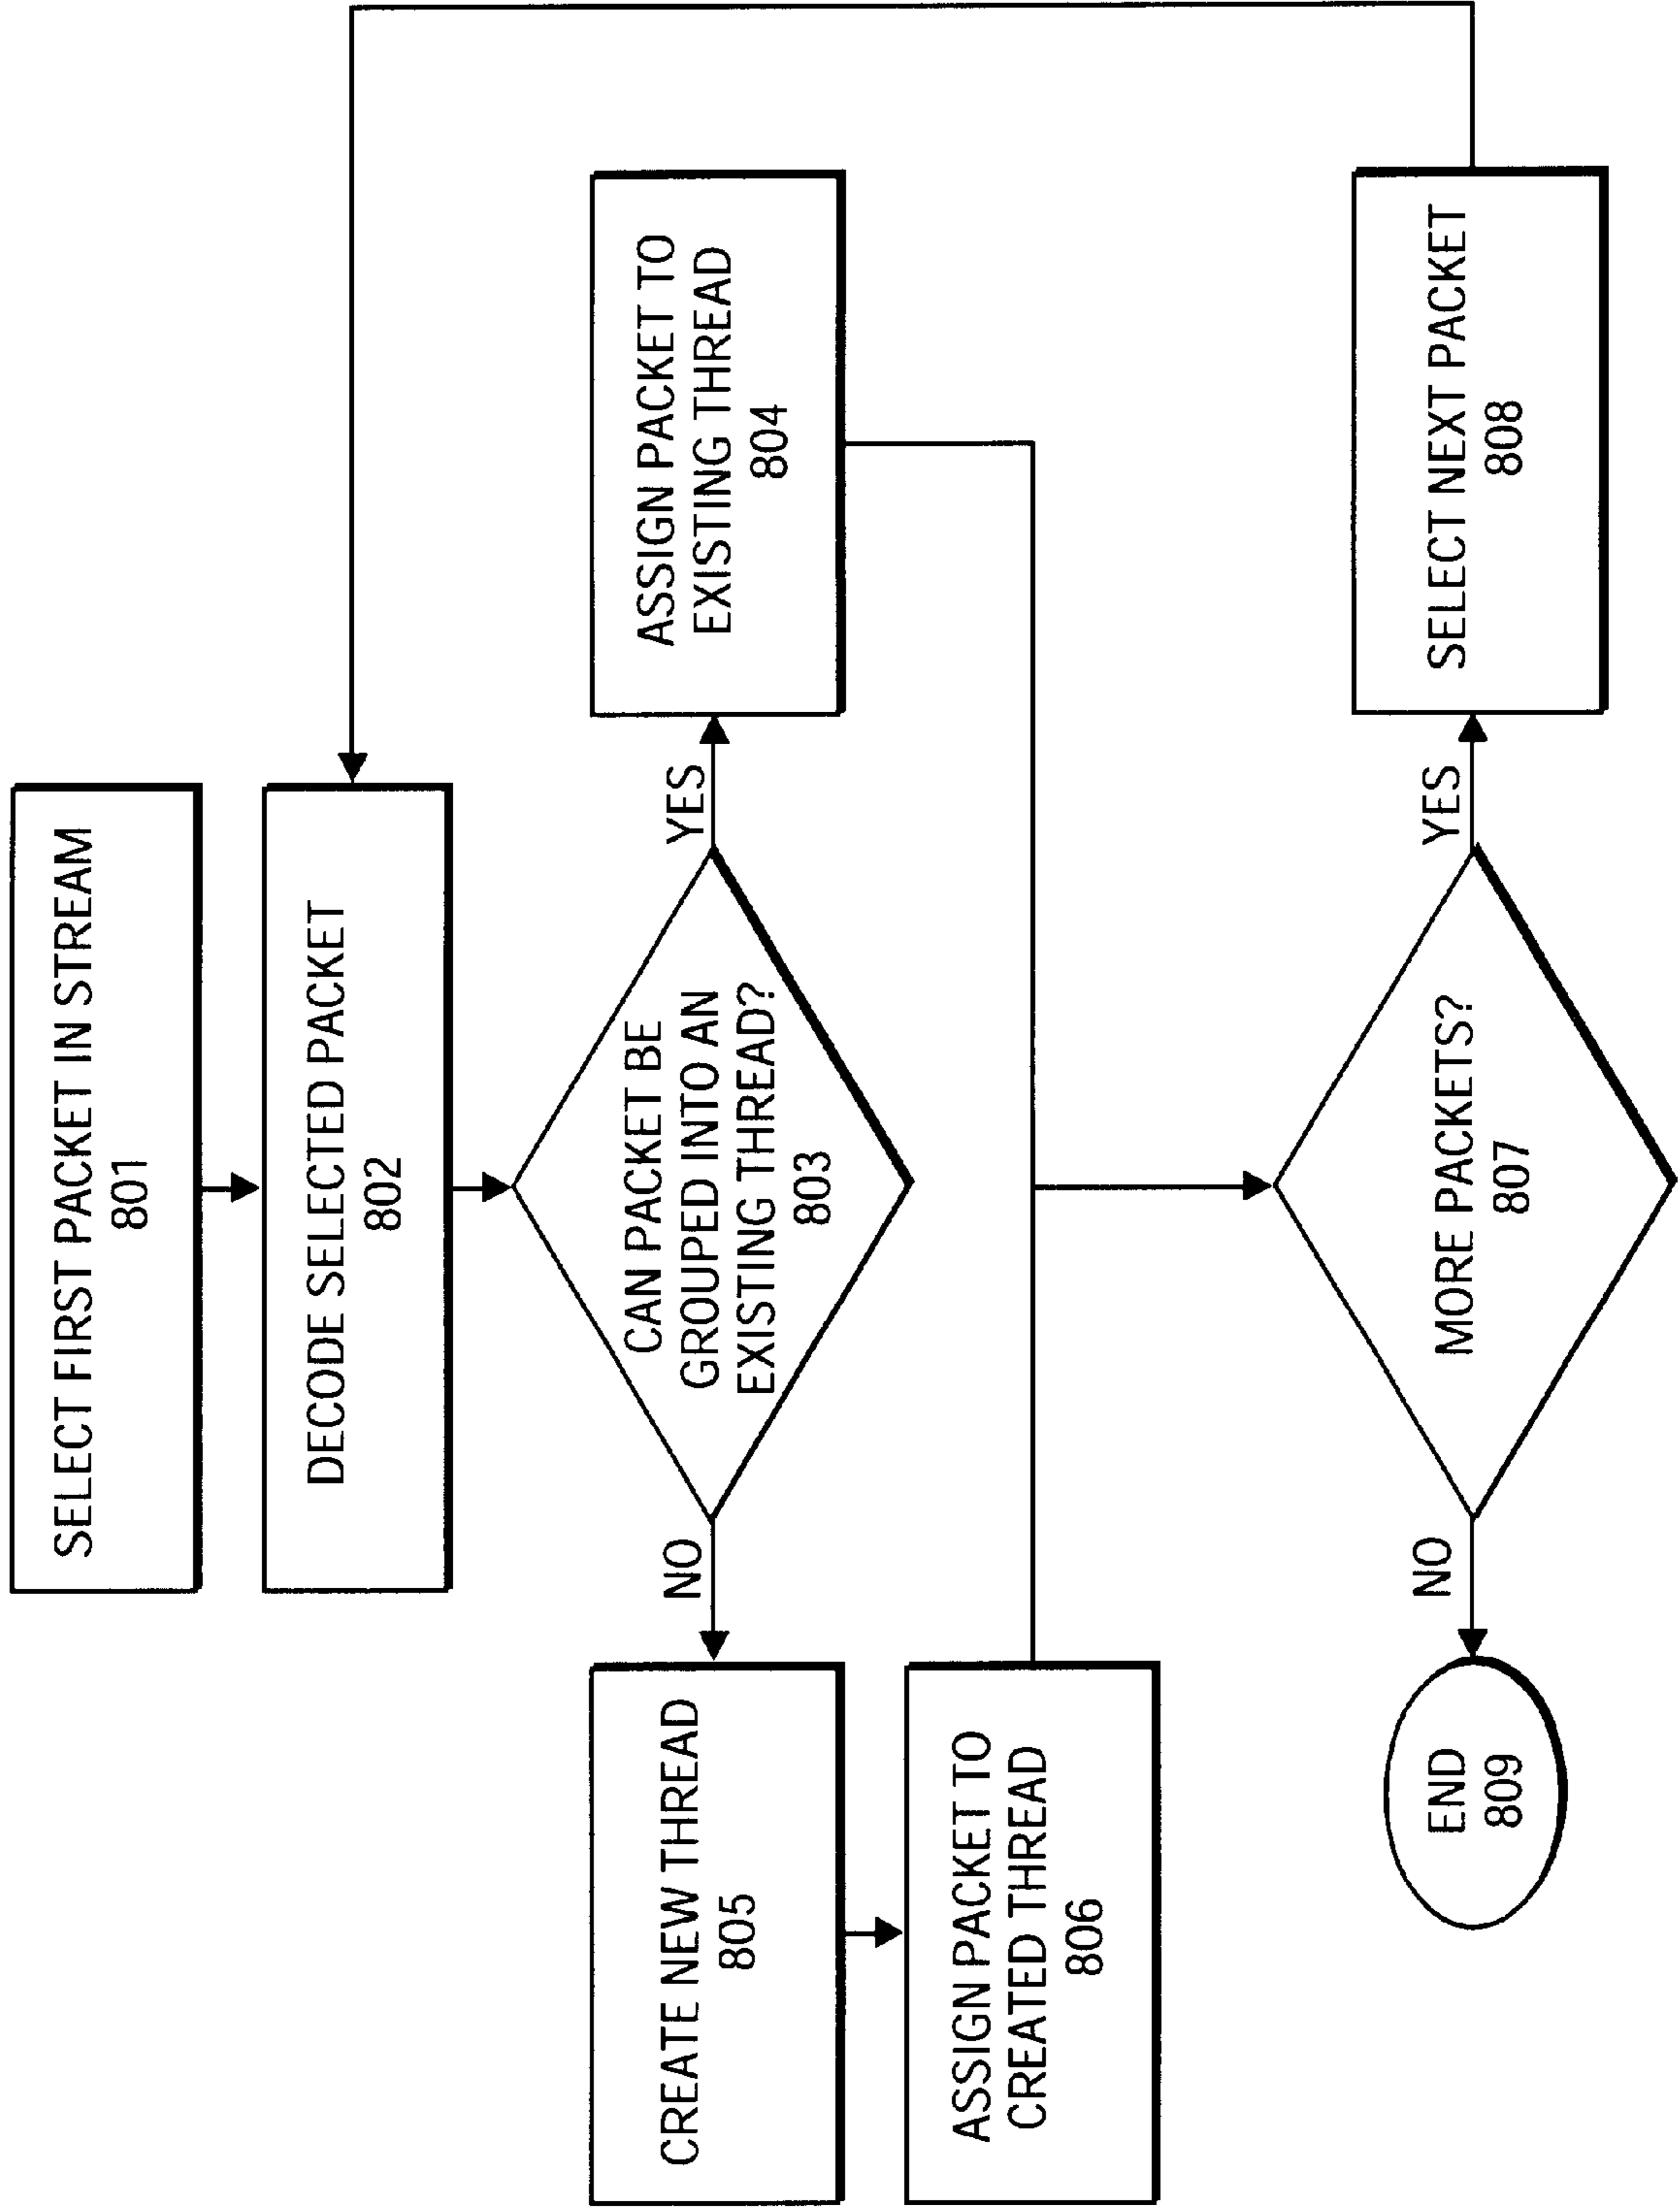 SELECT FIRST PACKET IN STREAM
801
DECODE SELECTED PACKET
802
CAN PACKET BE
GROUPED INTO AN
EXISTING THREAD?
803
YES
ASSIGN PACKET TO
EXISTING THREAD
804
NO
CREATE NEW THREAD
805
ASSIGN PACKET TO
CREATED THREAD
806
MORE PACKETS?
807
YES
SELECT NEXT PACKET
808
NO
END
809